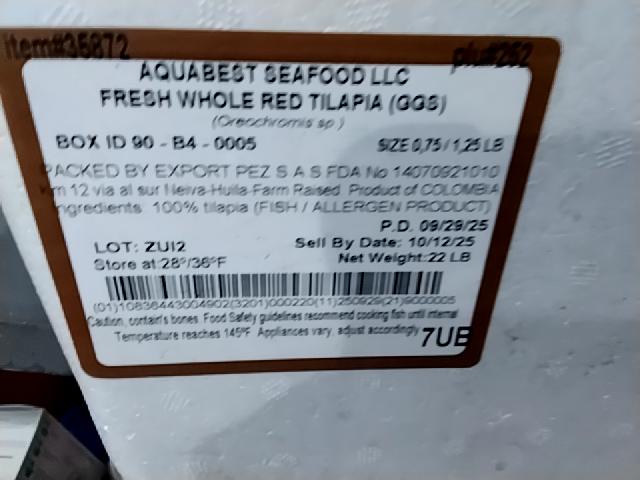 item#35872 plu#252
AQUABEST SEAFOOD LLC
FRESH WHOLE RED TILAPIA (GGS)
(Oreochromis sp.)
BOX ID 90 - B4 - 0005 SIZE 0,75 / 1,25 LB
PACKED BY EXPORT PEZ S A S FDA No 14070921010
Km 12 via al sur Neiva-Huila-Farm Raised. Product of COLOMBIA
Ingredients: 100% tilapia (FISH / ALLERGEN PRODUCT)
P.D. 09/29/25
LOT: ZUI2 Sell By Date: 10/12/25
Store at:28°/36°F Net Weight:22 LB
(01)10836443004902(3201)000220(11)250929(21)9000005
Caution, contain's bones. Food Safety guidelines recommend cooking fish until internal
Temperature reaches 145°F. Appliances vary, adjust accordingly
7UE